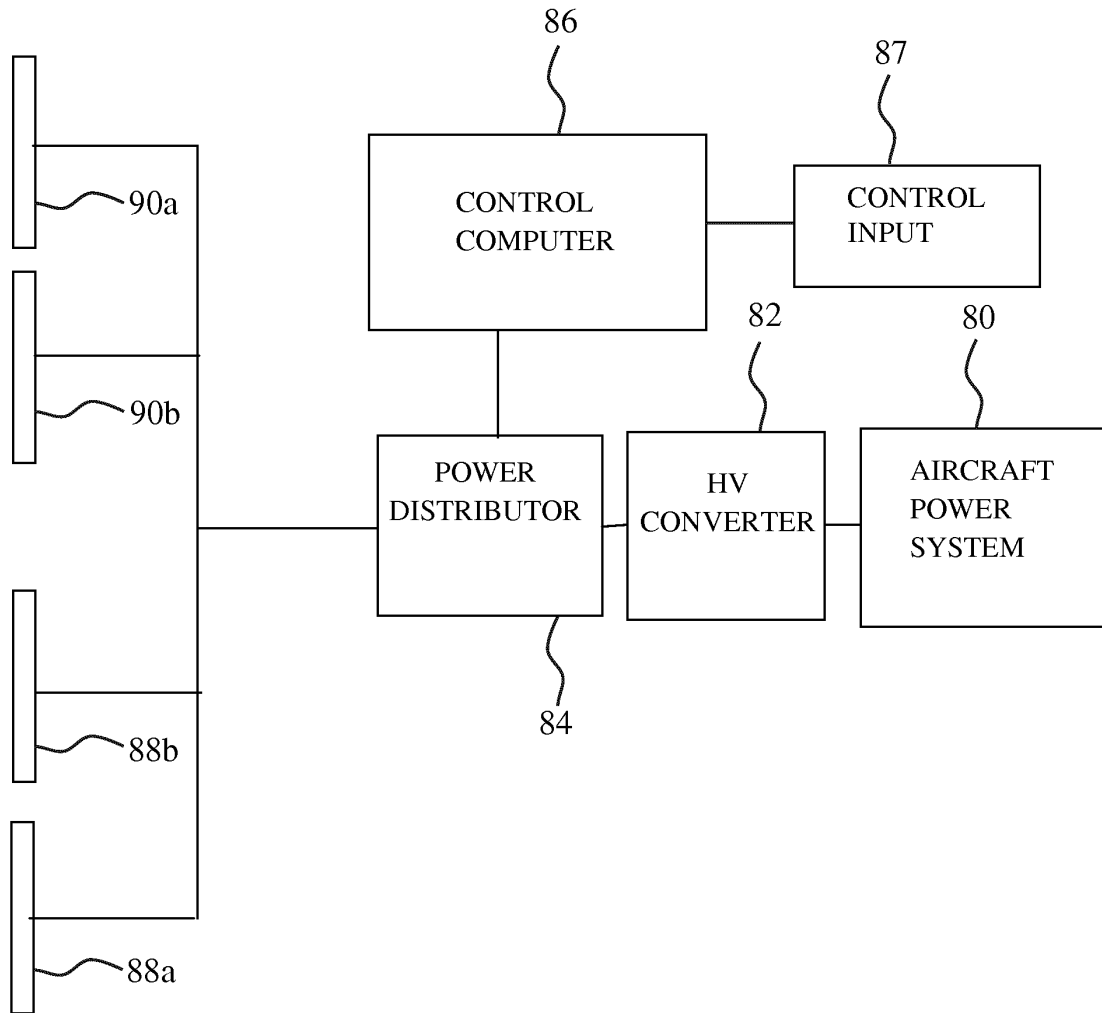 86
87
90a
CONTROL
COMPUTER
CONTROL
INPUT
82
80
90b
POWER
DISTRIBUTOR
HV
CONVERTER
AIRCRAFT
POWER
SYSTEM
84
88b
88a